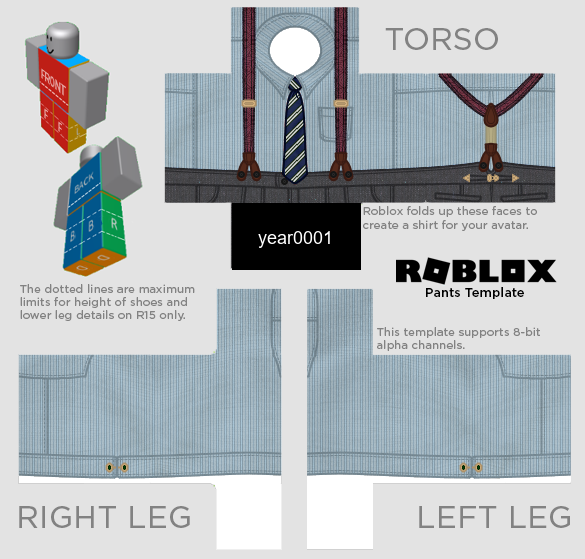 TORSO
FRONT
F F L
BACK
B B R
Roblox folds up these faces to
create a shirt for your avatar.
year0001
ROBLOX
Pants Template
The dotted lines are maximum
limits for height of shoes and
lower leg details on R15 only.
This template supports 8-bit
alpha channels.
RIGHT LEG
LEFT LEG